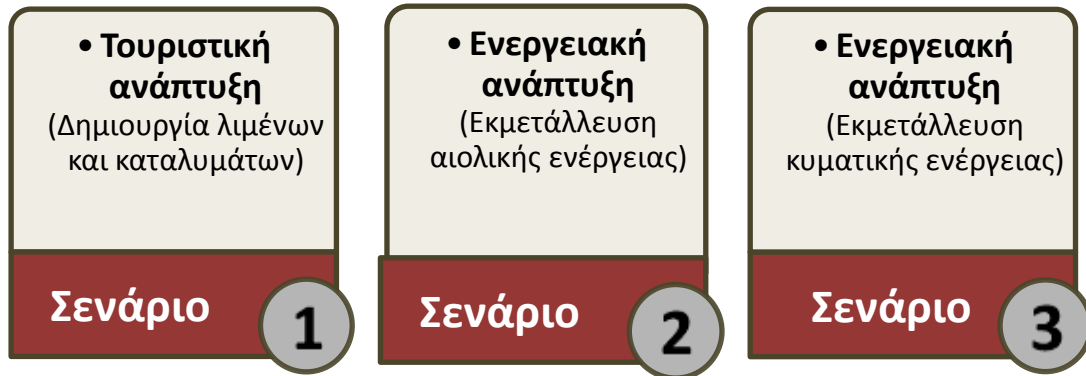 • Τουριστική
ανάπτυξη
(Δημιουργία λιμένων
και καταλυμάτων)
Σενάριο 1
• Ενεργειακή
ανάπτυξη
(Εκμετάλλευση
αιολικής ενέργειας)
Σενάριο 2
• Ενεργειακή
ανάπτυξη
(Εκμετάλλευση
κυματικής ενέργειας)
Σενάριο 3